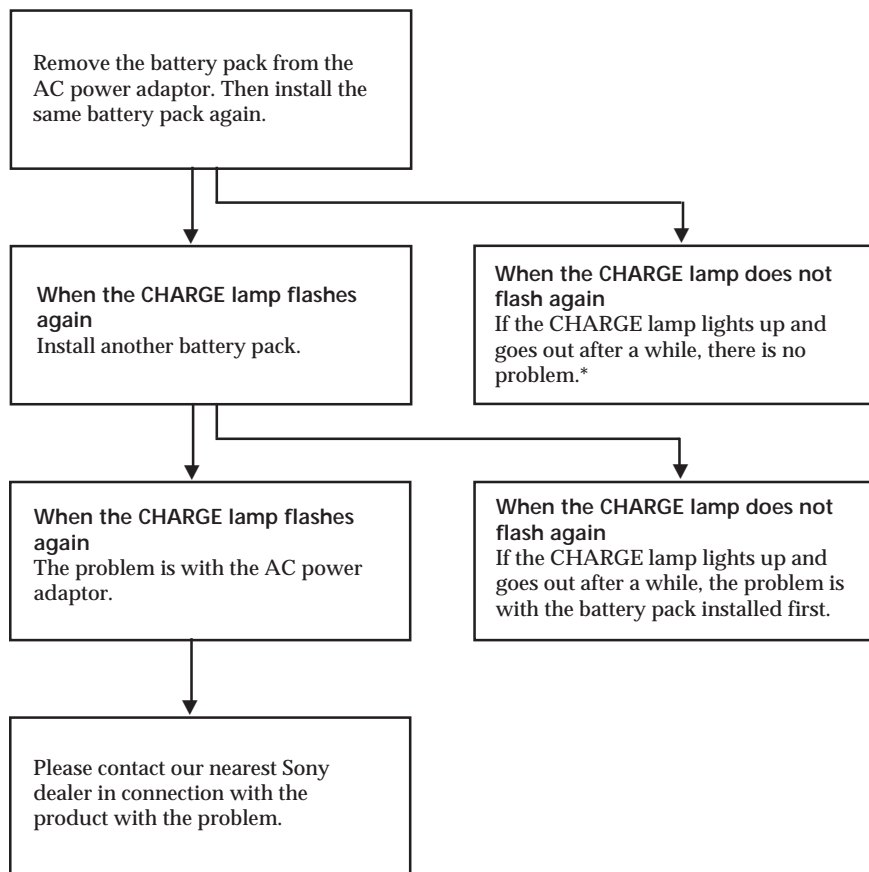 Remove the battery pack from the
AC power adaptor. Then install the
same battery pack again.
When the CHARGE lamp flashes
again
Install another battery pack.
When the CHARGE lamp does not
flash again
If the CHARGE lamp lights up and
goes out after a while, there is no
problem.*
When the CHARGE lamp flashes
again
The problem is with the AC power
adaptor.
When the CHARGE lamp does not
flash again
If the CHARGE lamp lights up and
goes out after a while, the problem is
with the battery pack installed first.
Please contact our nearest Sony
dealer in connection with the
product with the problem.